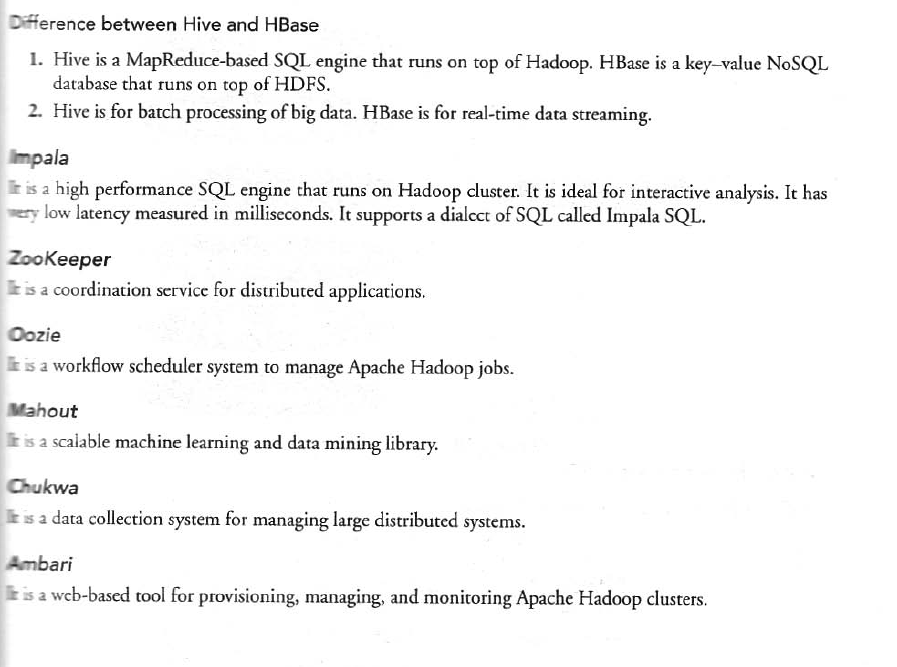 Difference between Hive and HBase
1. Hive is a MapReduce-based SQL engine that runs on top of Hadoop. HBase is a key–value NoSQL
database that runs on top of HDFS.
2. Hive is for batch processing of big data. HBase is for real-time data streaming.
Impala
It is a high performance SQL engine that runs on Hadoop cluster. It is ideal for interactive analysis. It has
very low latency measured in milliseconds. It supports a dialect of SQL called Impala SQL.
ZooKeeper
It is a coordination service for distributed applications.
Oozie
It is a workflow scheduler system to manage Apache Hadoop jobs.
Mahout
It is a scalable machine learning and data mining library.
Chukwa
It is a data collection system for managing large distributed systems.
Ambari
It is a web-based tool for provisioning, managing, and monitoring Apache Hadoop clusters.